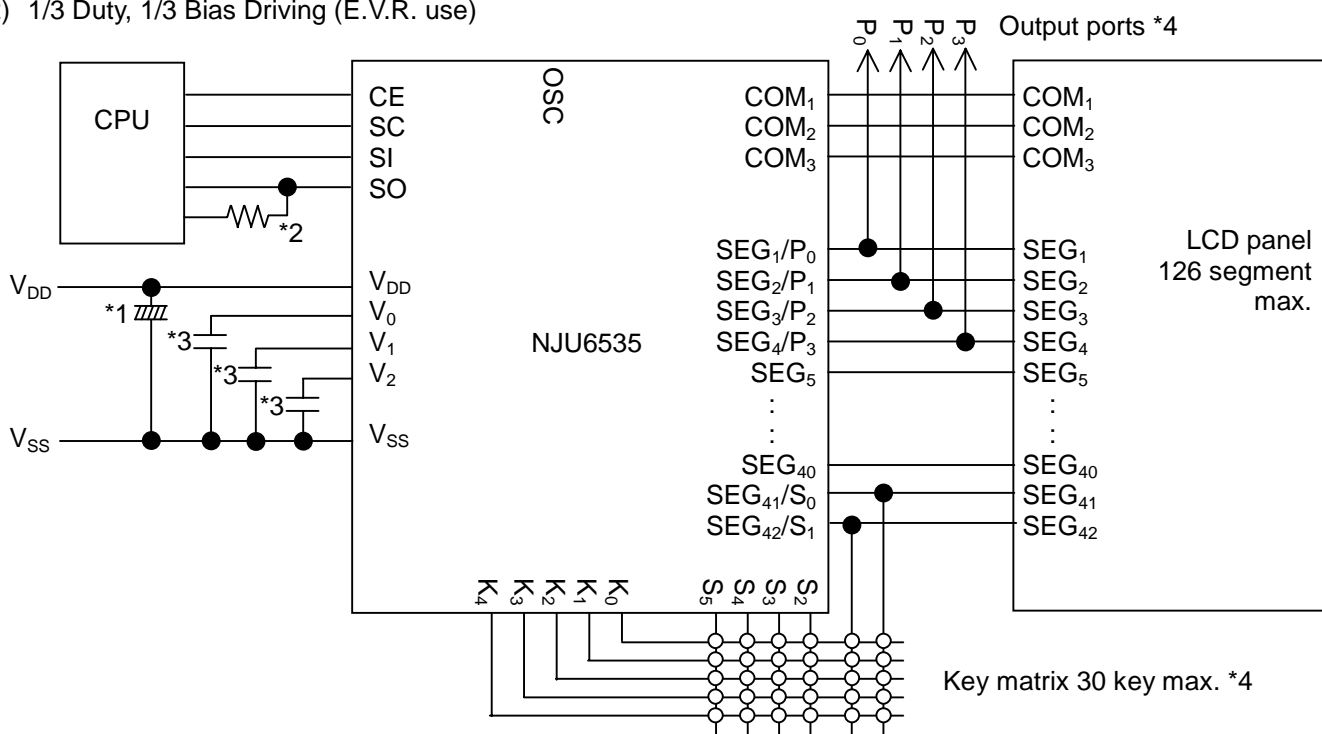 ) 1/3 Duty, 1/3 Bias Driving (E.V.R. use)
P0 P1 P2 P3 Output ports *4
CPU
OSC
CE
SC
SI
SO
*2
COM1
COM2
COM3
COM1
COM2
COM3
VDD
*1
*3
*3
*3
VSS
VDD
V0
V1
V2
VSS
NJU6535
SEG1/P0
SEG2/P1
SEG3/P2
SEG4/P3
SEG5
:
:
SEG40
SEG41/S0
SEG42/S1
SEG1
SEG2
SEG3
SEG4
SEG5
:
:
SEG40
SEG41
SEG42
LCD panel
126 segment
max.
K4 K3 K2 K1 K0 S5 S4 S3 S2
Key matrix 30 key max. *4